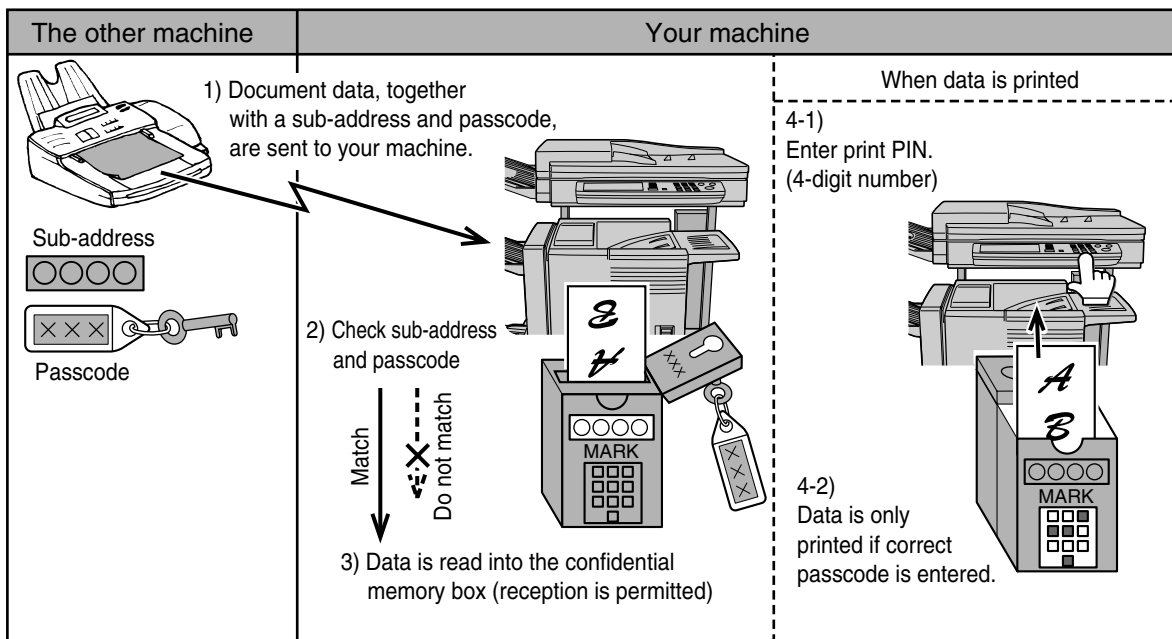 The other machine
Your machine
1) Document data, together
with a sub-address and passcode,
are sent to your machine.
Sub-address
○○○○
×××
Passcode
2) Check sub-address
and passcode
Match
Do not match
B
A
×××
○○○○
MARK
×××
3) Data is read into the confidential
memory box (reception is permitted)
When data is printed
4-1)
Enter print PIN.
(4-digit number)
A
B
○○○○
MARK
4-2)
Data is only
printed if correct
passcode is entered.